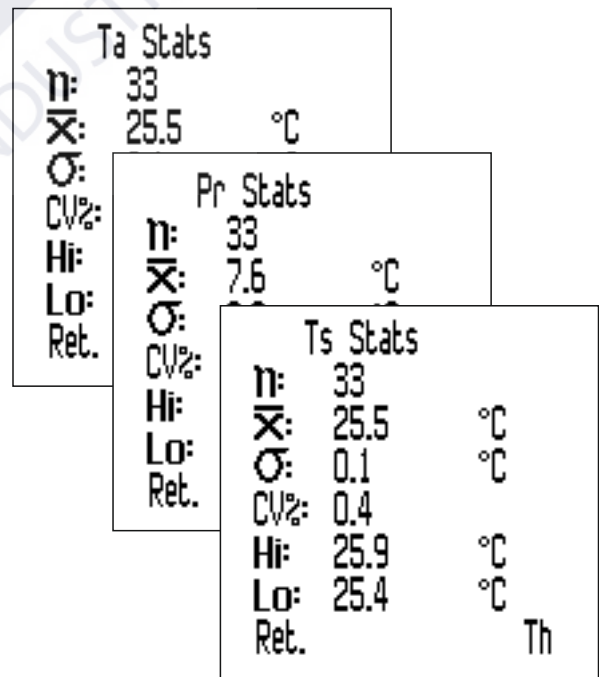 Ta Stats
n: 33
x̅: 25.5 °C
σ:
CV%:
Hi:
Lo:
Ret.
Pr Stats
n: 33
x̅: 7.6 °C
σ:
CV%:
Hi:
Lo:
Ret.
Ts Stats
n: 33
x̅: 25.5 °C
σ: 0.1 °C
CV%: 0.4
Hi: 25.9 °C
Lo: 25.4 °C
Ret. Th